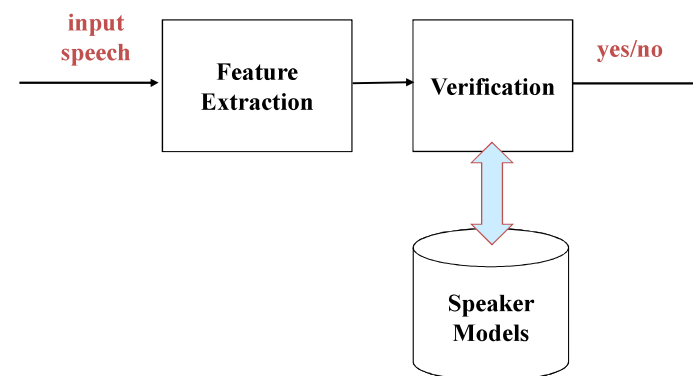 input
speech
Feature
Extraction
Verification
yes/no
Speaker
Models